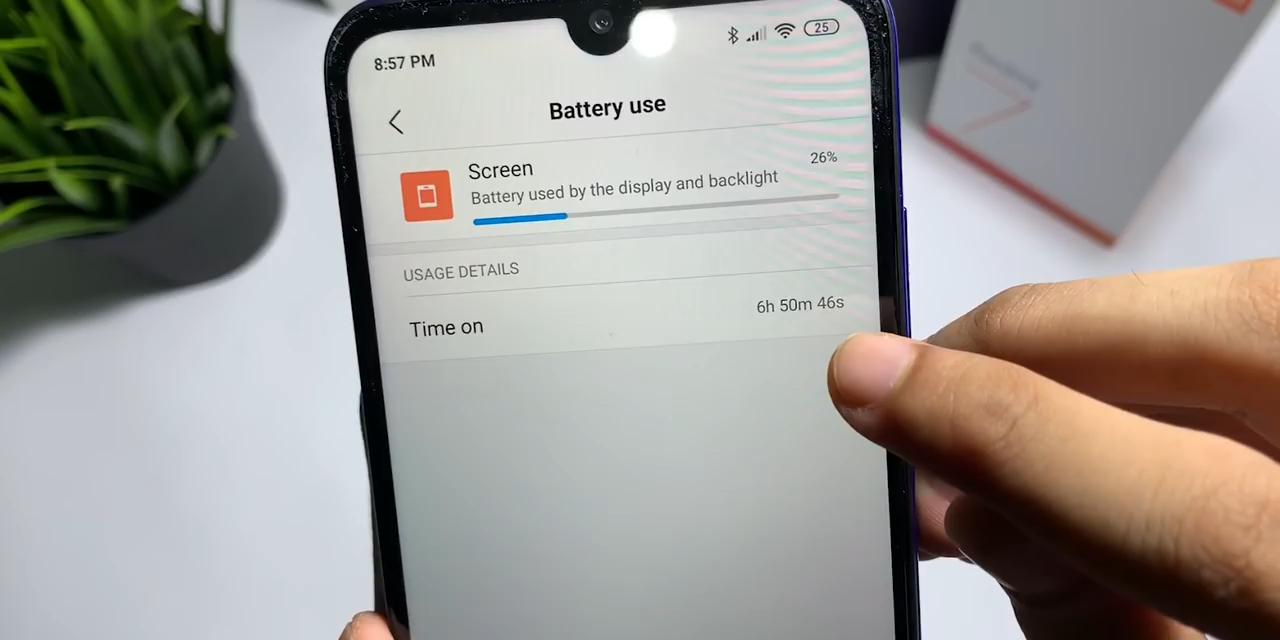 8:57 PM
25
Battery use
Screen
26%
Battery used by the display and backlight
USAGE DETAILS
Time on
6h 50m 46s